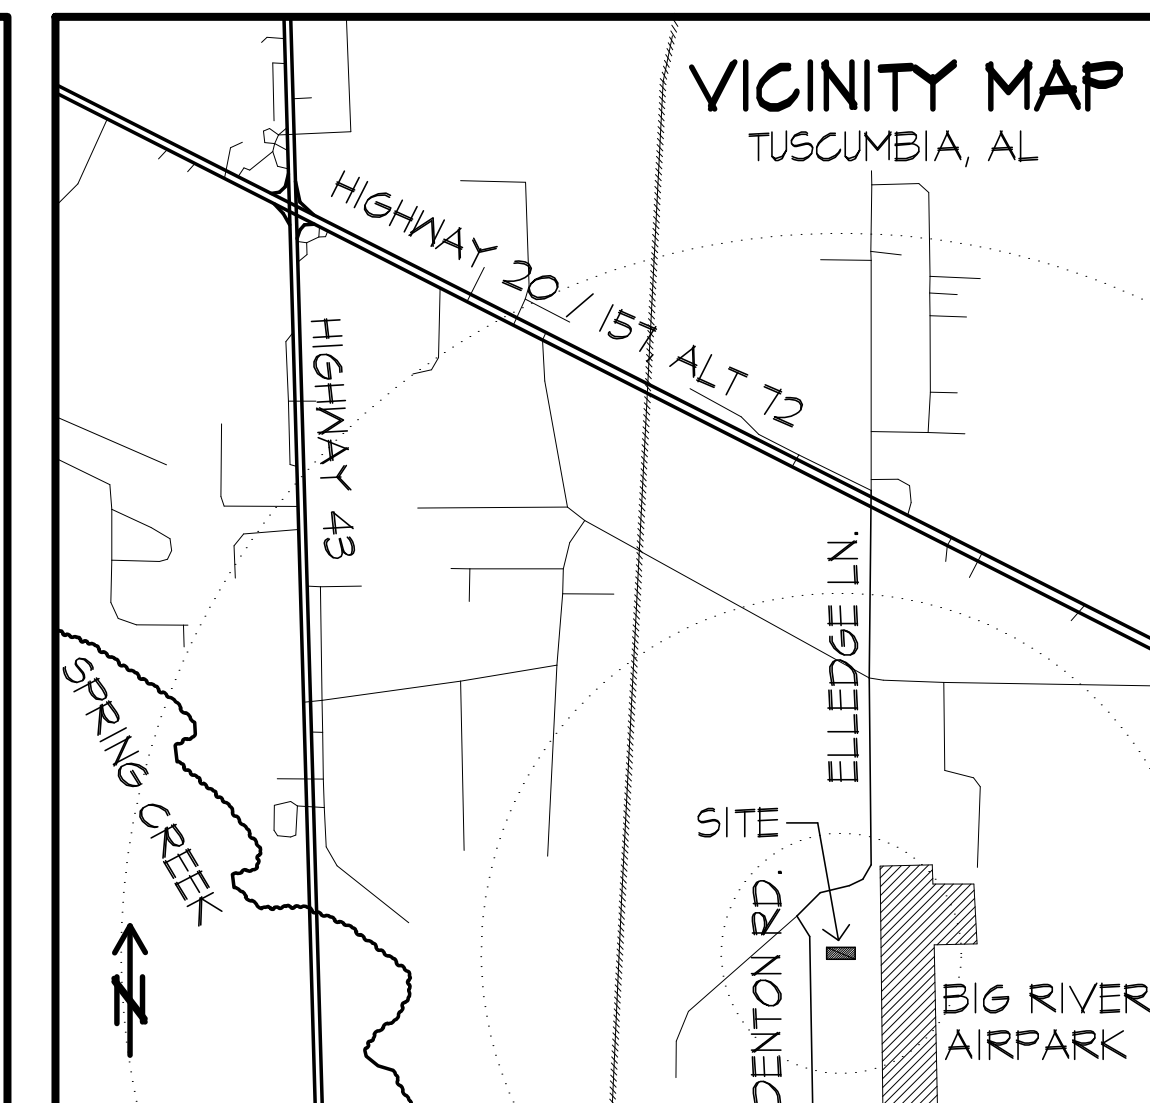 VICINITY MAP
TUSCUMBIA, AL
HIGHWAY 20 / 157 ALT 72
HIGHWAY 43
ELLEDGE LN.
SPRING CREEK
SITE
DENTON RD.
BIG RIVER
AIRPARK
N